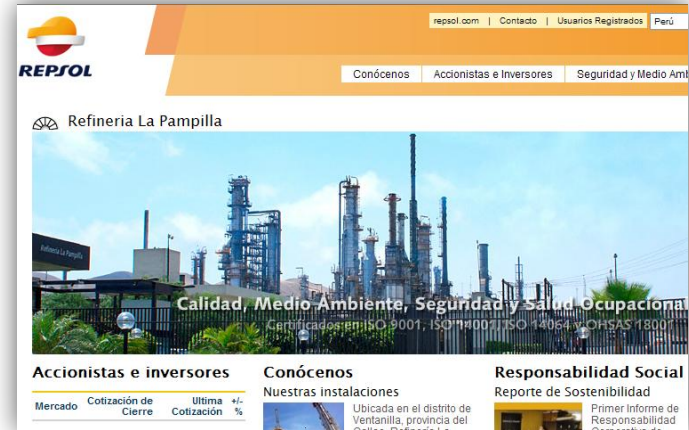 repsol.com | Contacto | Usuarios Registrados Perú
REPSOL
Conócenos Accionistas e Inversores Seguridad y Medio Amb
Refineria La Pampilla
Refinería La Pampilla
Calidad, Medio Ambiente, Seguridad y Salud Ocupacional
Certificados en ISO 9001, ISO 14001, ISO 14064 y OHSAS 18001
Accionistas e inversores
Mercado Cotización de Cierre Ultima Cotización +/- %
Conócenos
Nuestras instalaciones
Ubicada en el distrito de
Ventanilla, provincia del
Responsabilidad Social
Reporte de Sostenibilidad
Primer Informe de
Responsabilidad